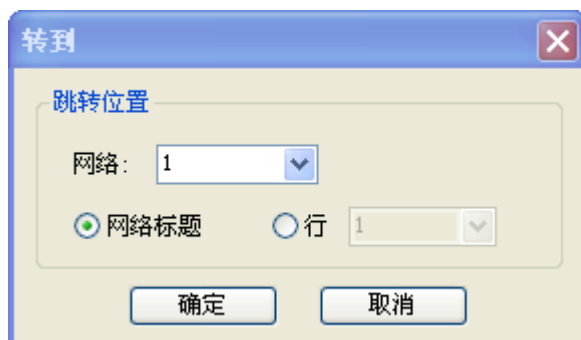 转到
跳转位置
网络: 1
网络标题 行 1
确定 取消